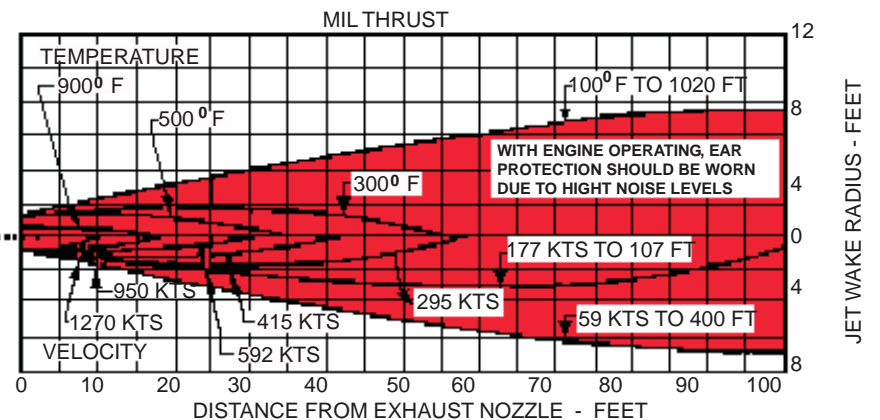 MIL THRUST
12
TEMPERATURE
900⁰ F
100⁰F TO 1020 FT
8
500 ⁰F
WITH ENGINE OPERATING, EAR
PROTECTION SHOULD BE WORN
DUE TO HIGHT NOISE LEVELS
300⁰ F
4
0
177 KTS TO 107 FT
950 KTS
295 KTS
4
1270 KTS
415 KTS
59 KTS TO 400 FT
VELOCITY
592 KTS
8
JET WAKE RADIUS - FEET
0 10 20 30 40 50 60 70 80 90 100
DISTANCE FROM EXHAUST NOZZLE - FEET